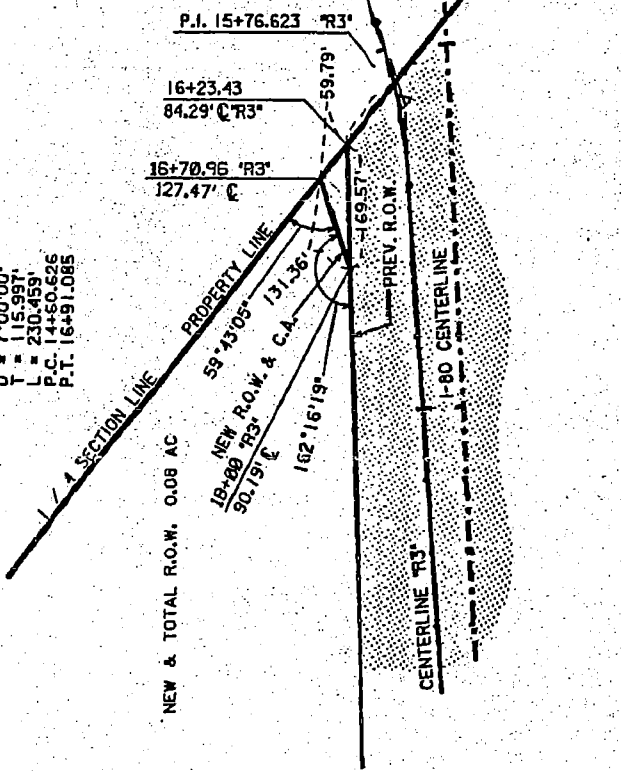 P.I. 15+76.623 "R3"
16+23.43
84.29' ℄ "R3"
59.79'
16+70.96 "R3"
127.47' ℄
D = 7°00'00"
T = 115.997'
L = 230.459'
P.C. 14+60.626
P.T. 16+91.085
PROPERTY LINE
1 / 4 SECTION LINE
59°43'05"
131.36'
169.57'
PREV. R.O.W.
NEW R.O.W. & C.A.
18+00 "R3"
90.19' ℄
162°16'19"
NEW & TOTAL R.O.W. 0.08 AC
I-80 CENTERLINE
CENTERLINE "R3"